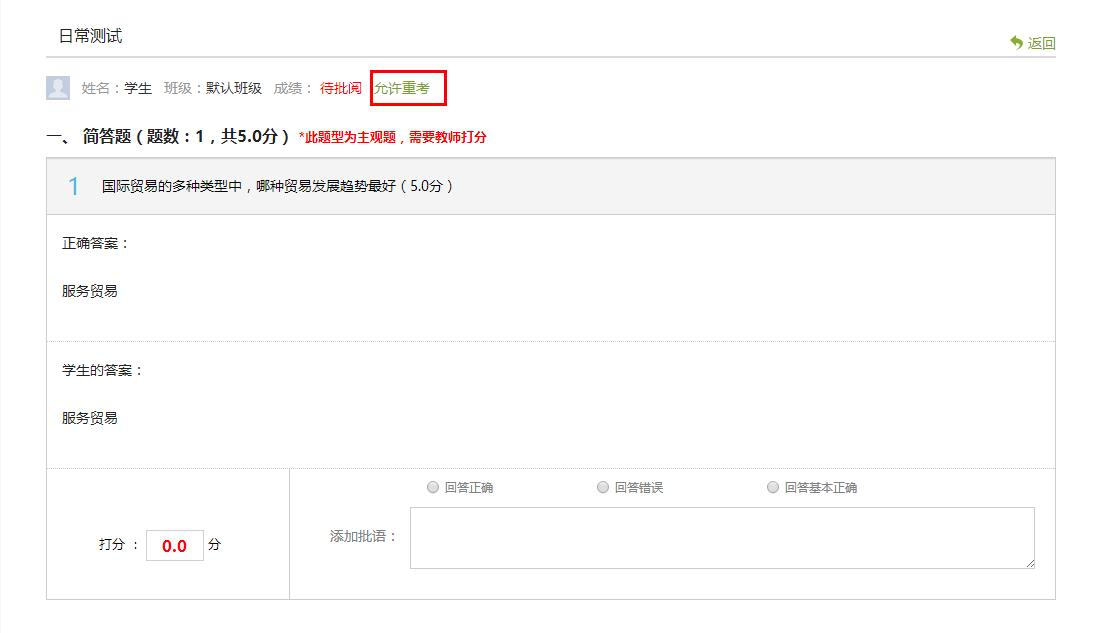 日常测试
返回
姓名：学生 班级：默认班级 成绩： 待批阅 允许重考
一、 简答题（题数：1，共5.0分） *此题型为主观题，需要教师打分
1 国际贸易的多种类型中，哪种贸易发展趋势最好（5.0分）
正确答案：
服务贸易
学生的答案：
服务贸易
回答正确 回答错误 回答基本正确
打分 ： 0.0 分
添加批语：